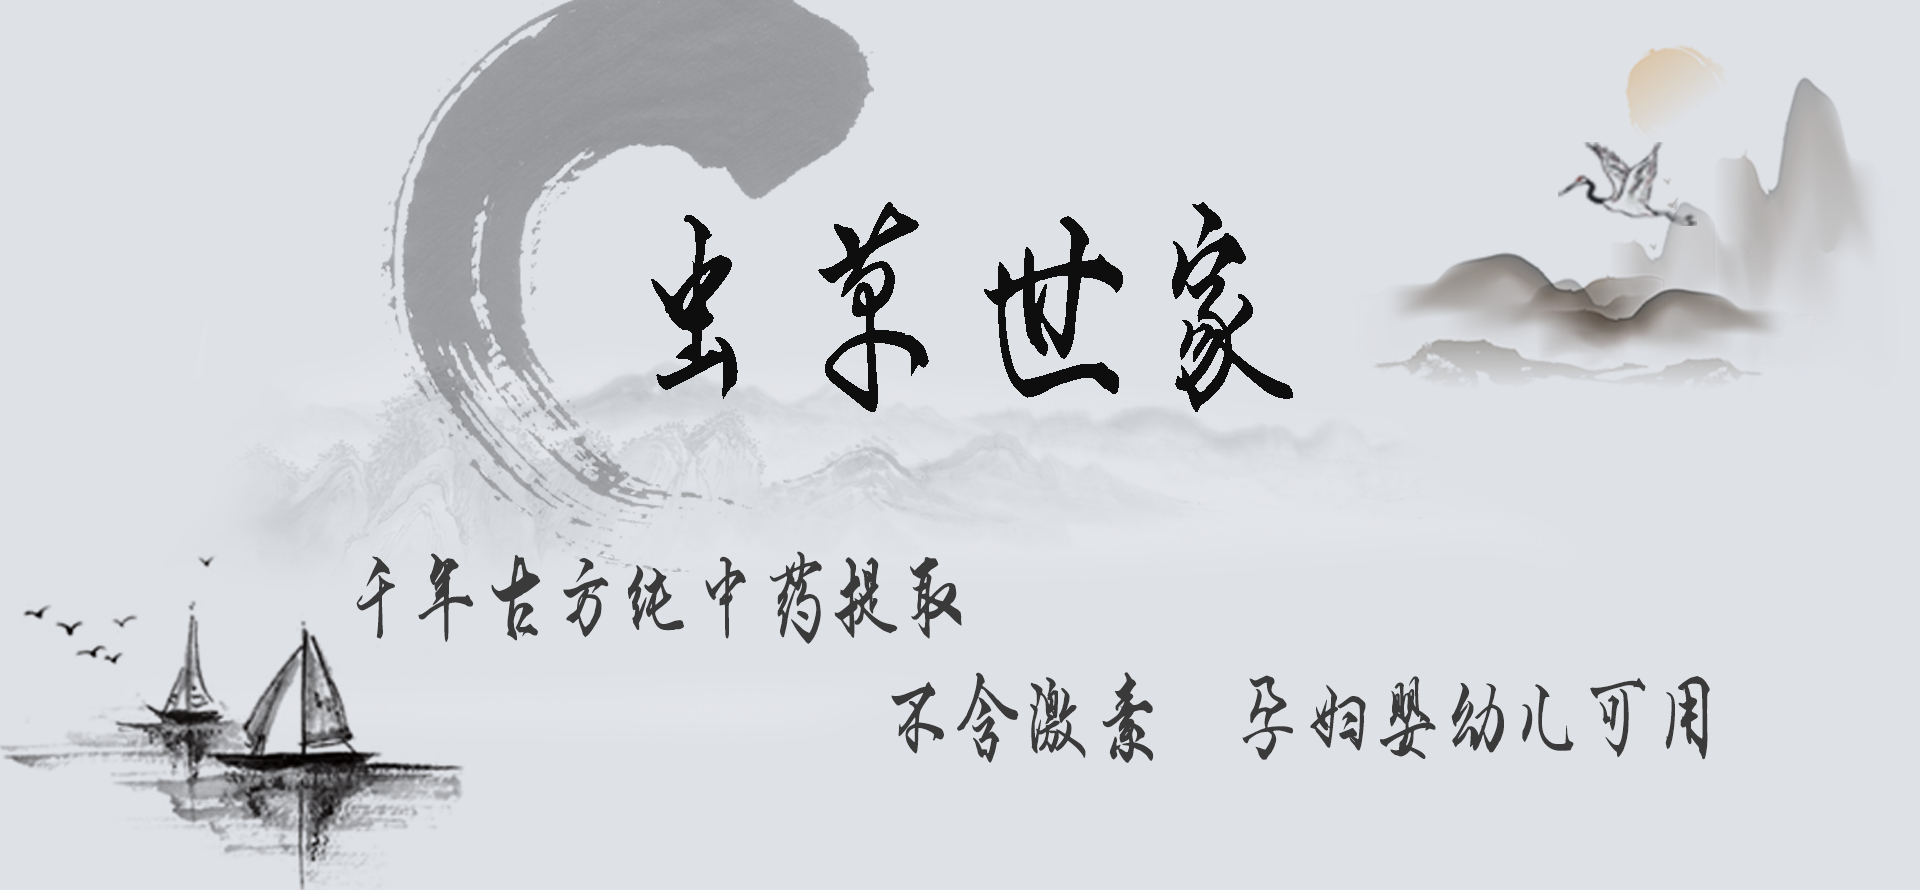 虫草世家
千年古方纯中药提取
不含激素 孕妇婴幼儿可用